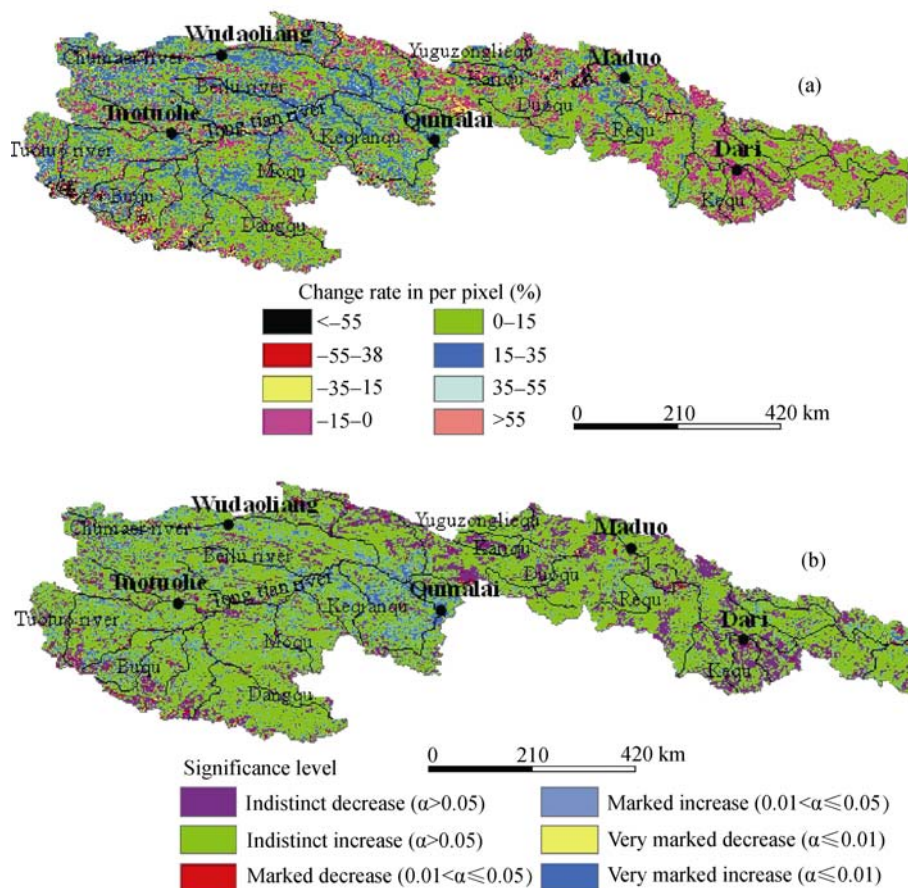 Wudaoliang
Yuguzongliequ
Maduo
(a)
Chumaer river
Kariqu
Beilu river
Duoqu
Tuotuohe
Tong tian river
Qumalai
Requ
Keqianqu
Dari
Tuotuo river
Moqu
Buqu
Kequ
Dangqu
Change rate in per pixel (%)
<–55
0–15
–55–38
15–35
–35–15
35–55
–15–0
>55
0 210 420 km
Wudaoliang
Yuguzongliequ
Maduo
(b)
Chumaer river
Kariqu
Beilu river
Duoqu
Tuotuohe
Tong tian river
Qumalai
Requ
Keqianqu
Dari
Tuotuo river
Moqu
Buqu
Kequ
Dangqu
0 210 420 km
Significance level
Indistinct decrease (α>0.05)
Marked increase (0.01<α≤0.05)
Indistinct increase (α>0.05)
Very marked decrease (α≤0.01)
Marked decrease (0.01<α≤0.05)
Very marked increase (α≤0.01)